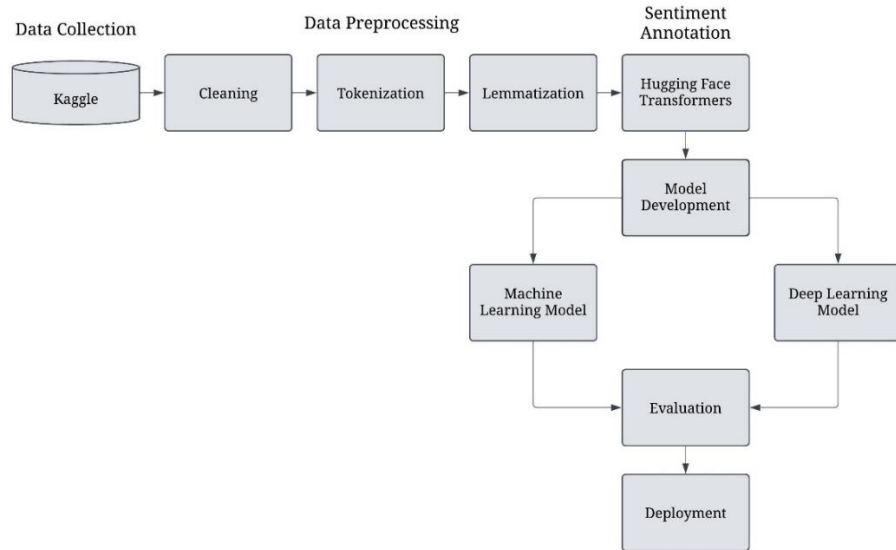 Data Collection
Data Preprocessing
Sentiment
Annotation
Kaggle
Cleaning
Tokenization
Lemmatization
Hugging Face
Transformers
Model
Development
Machine
Learning Model
Deep Learning
Model
Evaluation
Deployment